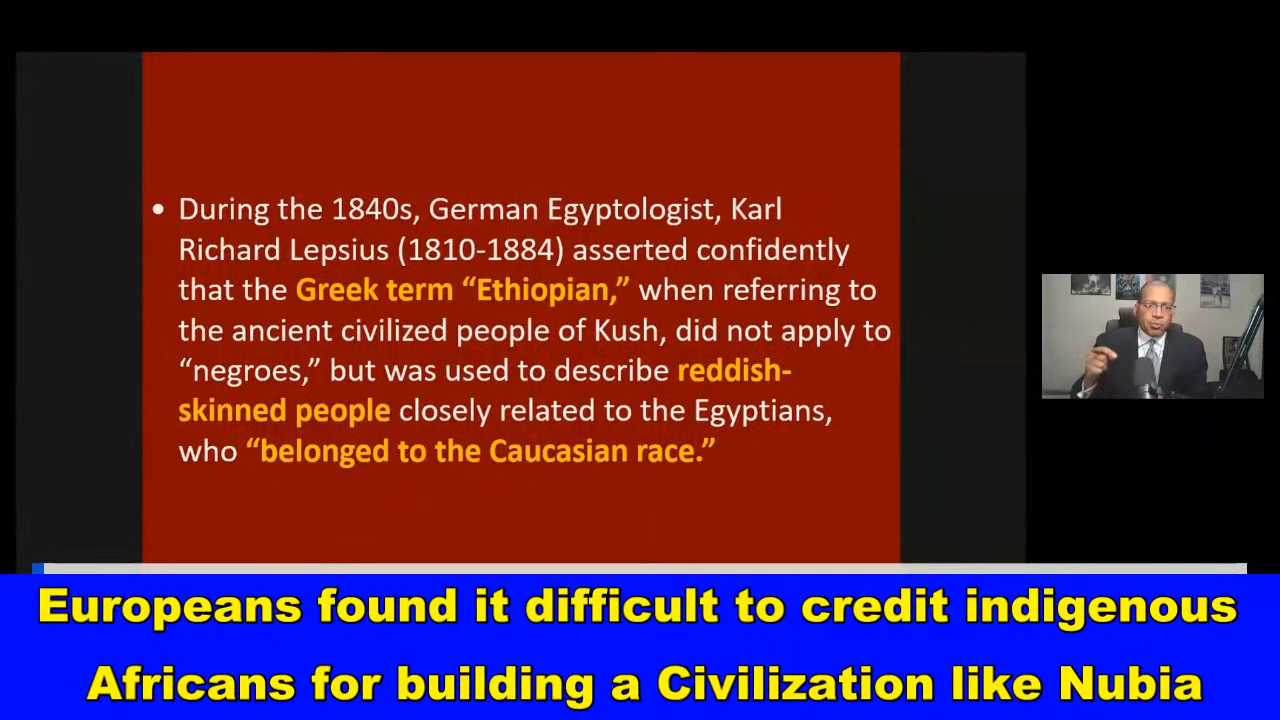 • During the 1840s, German Egyptologist, Karl
Richard Lepsius (1810-1884) asserted confidently
that the Greek term “Ethiopian,” when referring to
the ancient civilized people of Kush, did not apply to
“negroes,” but was used to describe reddish-
skinned people closely related to the Egyptians,
who “belonged to the Caucasian race.”
Europeans found it difficult to credit indigenous
Africans for building a Civilization like Nubia